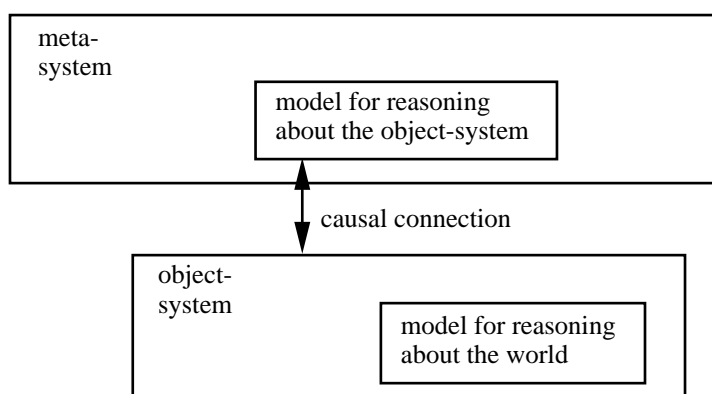 meta-
system
model for reasoning
about the object-system
causal connection
object-
system
model for reasoning
about the world